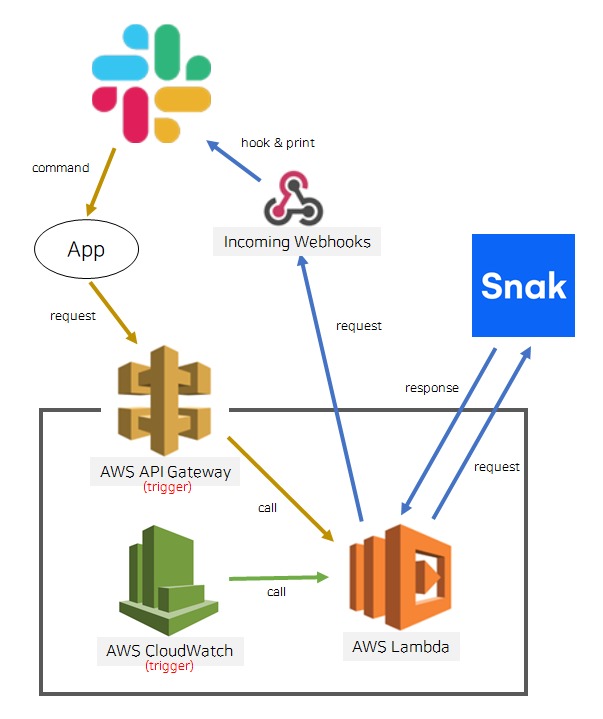 hook & print
command
Incoming Webhooks
App
Snak
request
request
response
request
AWS API Gateway
(trigger)
call
call
AWS CloudWatch
(trigger)
AWS Lambda